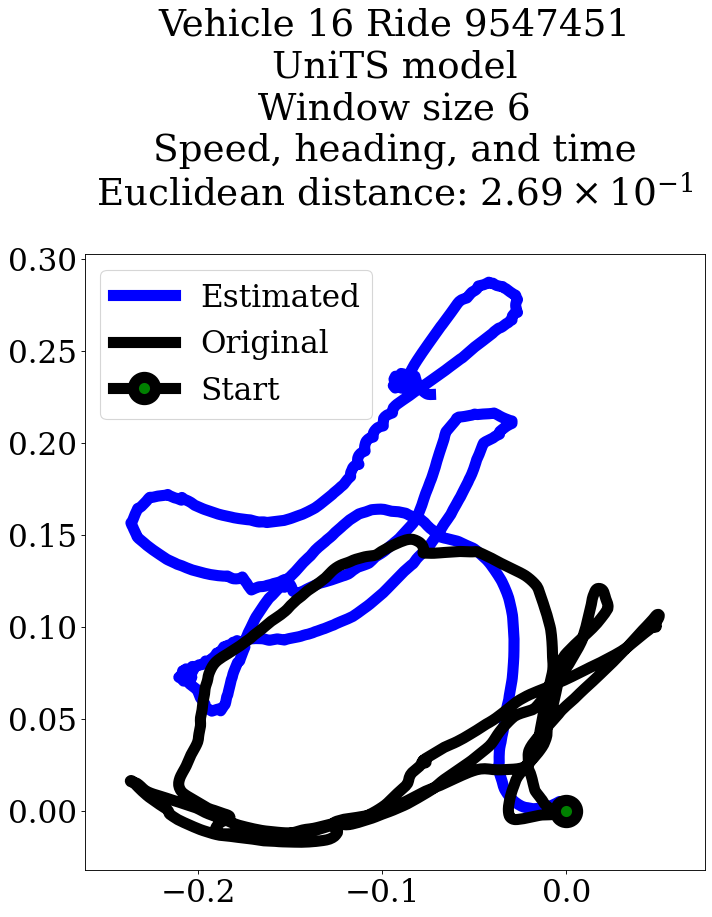 Vehicle 16 Ride 9547451
UniTS model
Window size 6
Speed, heading, and time
Euclidean distance: 2.69 × 10⁻¹
0.30
Estimated
Original
Start
0.25
0.20
0.15
0.10
0.05
0.00
−0.2 −0.1 0.0